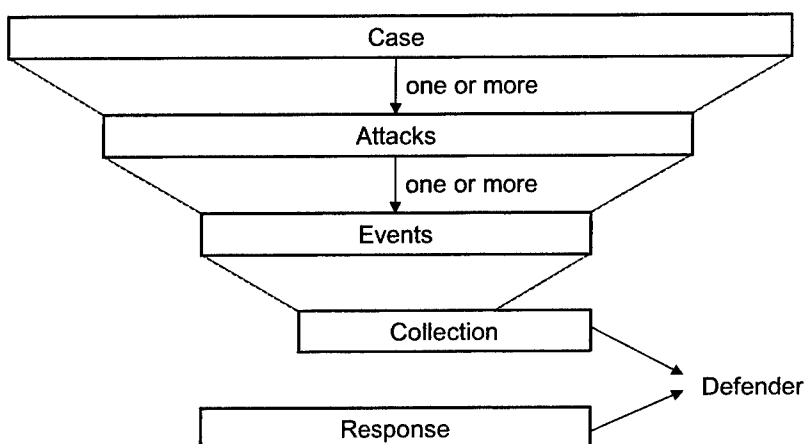 Case
one or more
Attacks
one or more
Events
Collection
Defender
Response